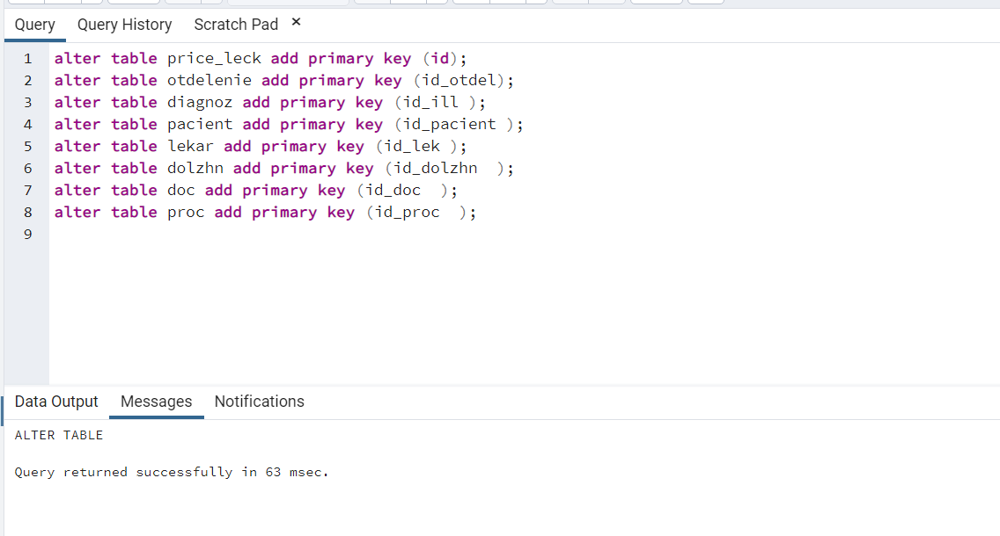 Query Query History Scratch Pad ×
1 alter table price_leck add primary key (id);
2 alter table otdelenie add primary key (id_otdel);
3 alter table diagnoz add primary key (id_ill );
4 alter table pacient add primary key (id_pacient );
5 alter table lekar add primary key (id_lek );
6 alter table dolzhn add primary key (id_dolzhn  );
7 alter table doc add primary key (id_doc  );
8 alter table proc add primary key (id_proc  );
9
Data Output Messages Notifications
ALTER TABLE
Query returned successfully in 63 msec.